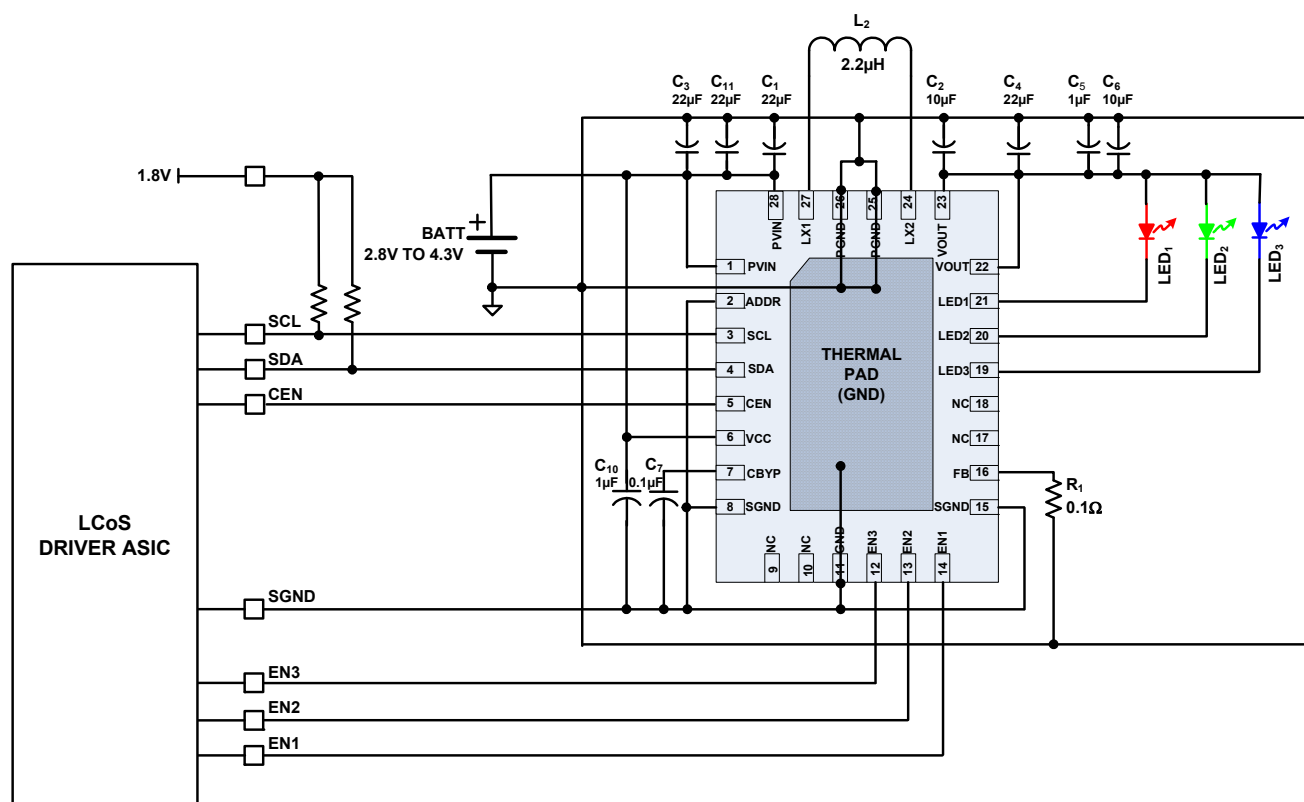 L2
2.2µH
C3
22µF
C11
22µF
C1
22µF
C2
10µF
C4
22µF
C5
1µF
C6
10µF
1.8V
BATT
2.8V TO 4.3V
+
28
PVIN
27
LX1
26
PGND
25
PGND
24
LX2
23
VOUT
1 PVIN
2 ADDR
3 SCL
4 SDA
5 CEN
6 VCC
7 CBYP
8 SGND
VOUT 22
LED1 21
LED2 20
LED3 19
NC 18
NC 17
FB 16
SGND 15
THERMAL
PAD
(GND)
NC
9
NC
10
GND
11
EN3
12
EN2
13
EN1
14
LED1
LED2
LED3
R1
0.1Ω
C10
1µF
C7
0.1µF
LCoS
DRIVER ASIC
SCL
SDA
CEN
SGND
EN3
EN2
EN1